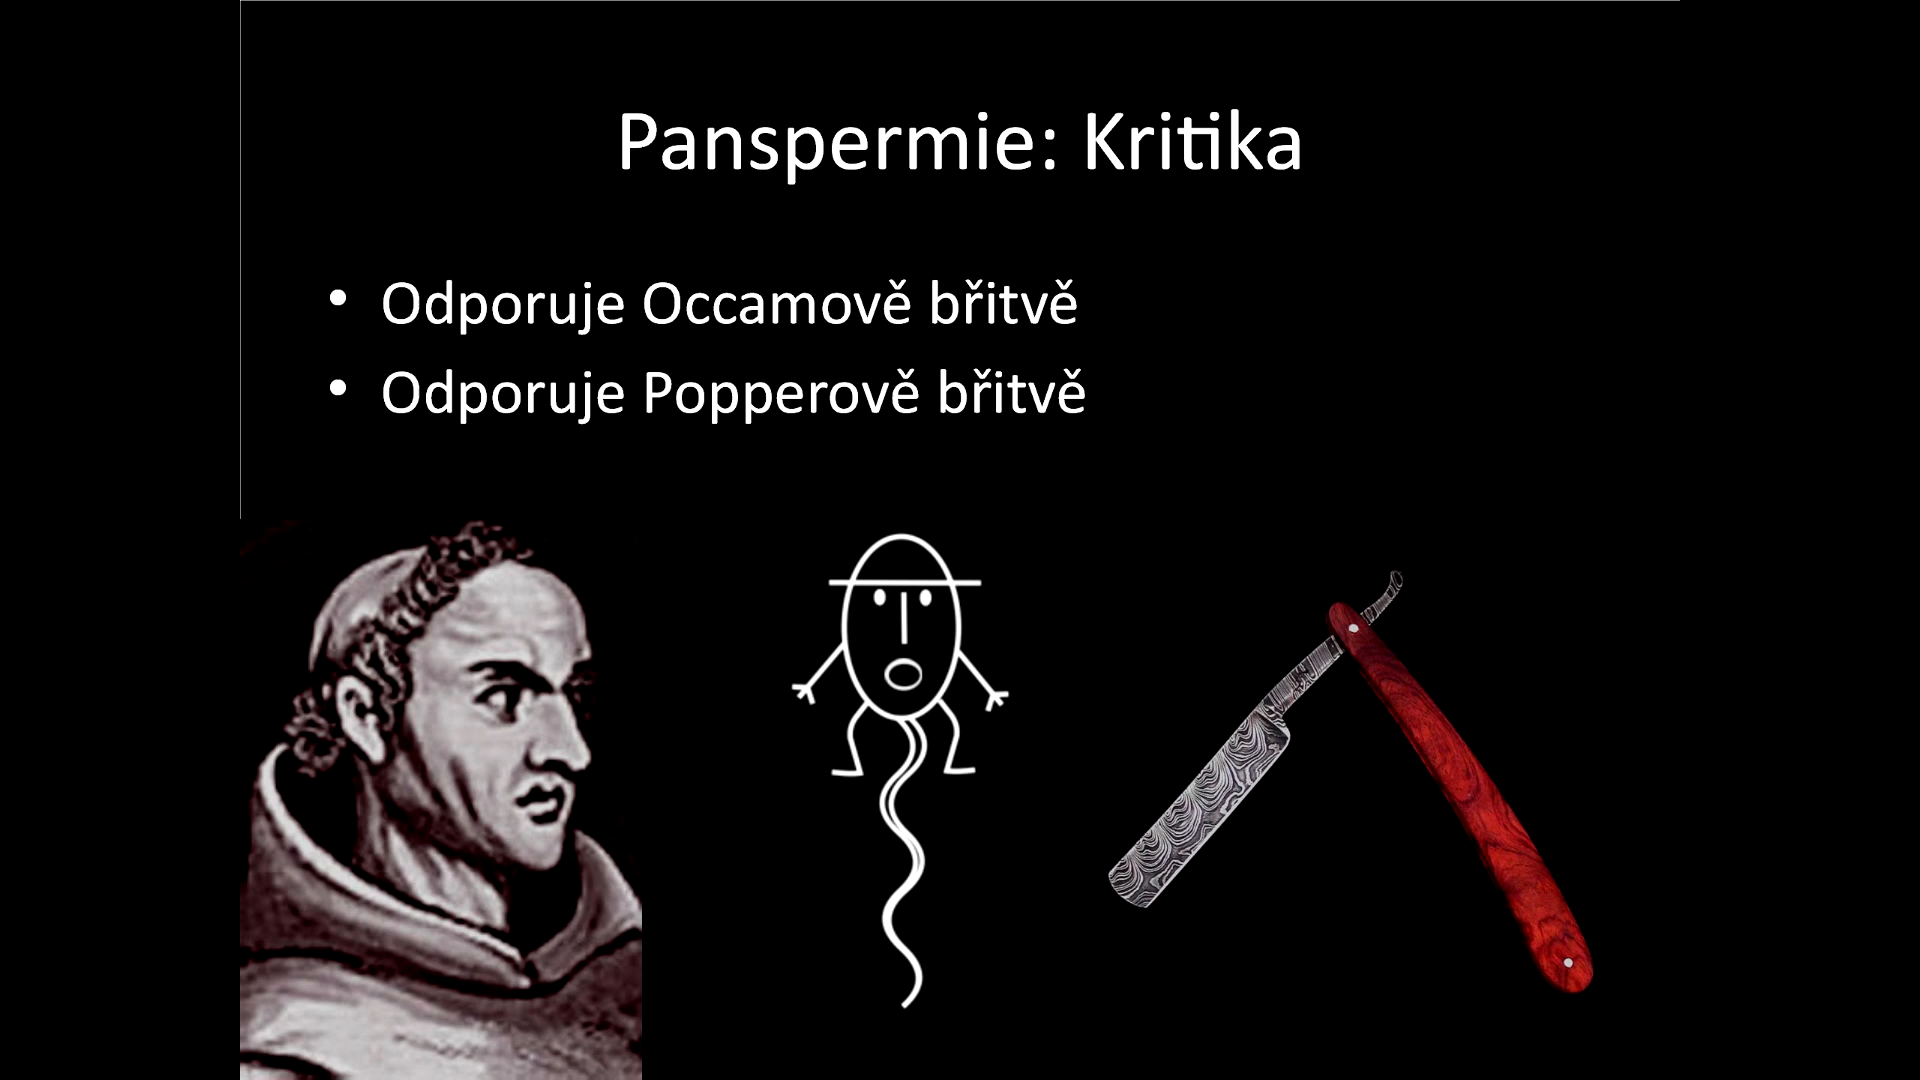 Panspermie: Kritika
• Odporuje Occamově břitvě
• Odporuje Popperově břitvě